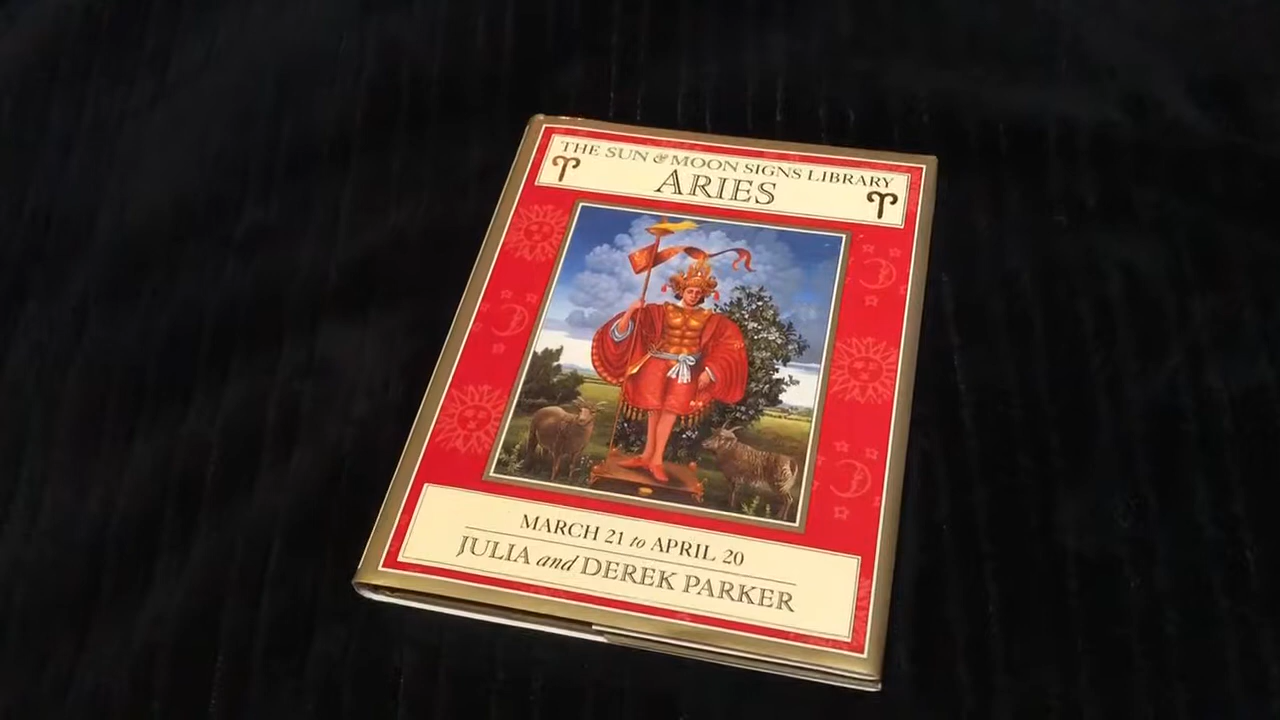 THE SUN & MOON SIGNS LIBRARY
ARIES
MARCH 21 to APRIL 20
JULIA and DEREK PARKER